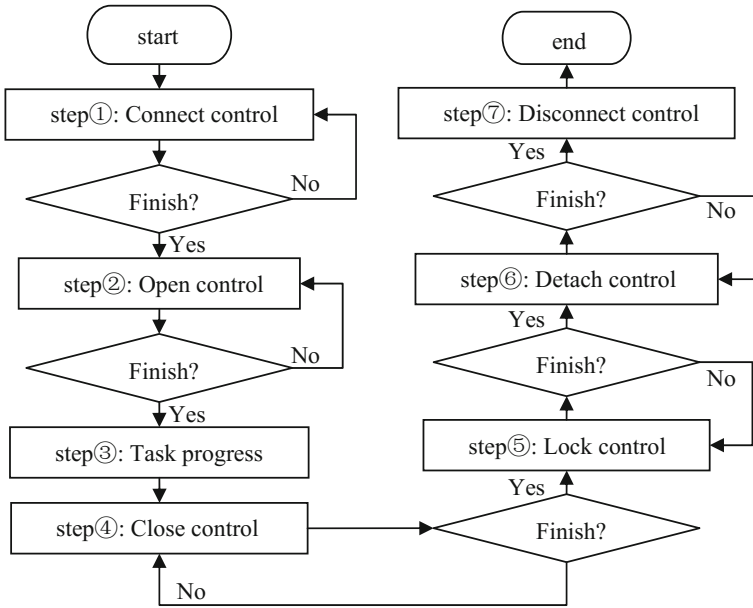 start
step①: Connect control
Finish?
No
Yes
step②: Open control
Finish?
No
Yes
step③: Task progress
step④: Close control
No
Finish?
Yes
step⑤: Lock control
Finish?
No
Yes
step⑥: Detach control
Finish?
No
Yes
step⑦: Disconnect control
end